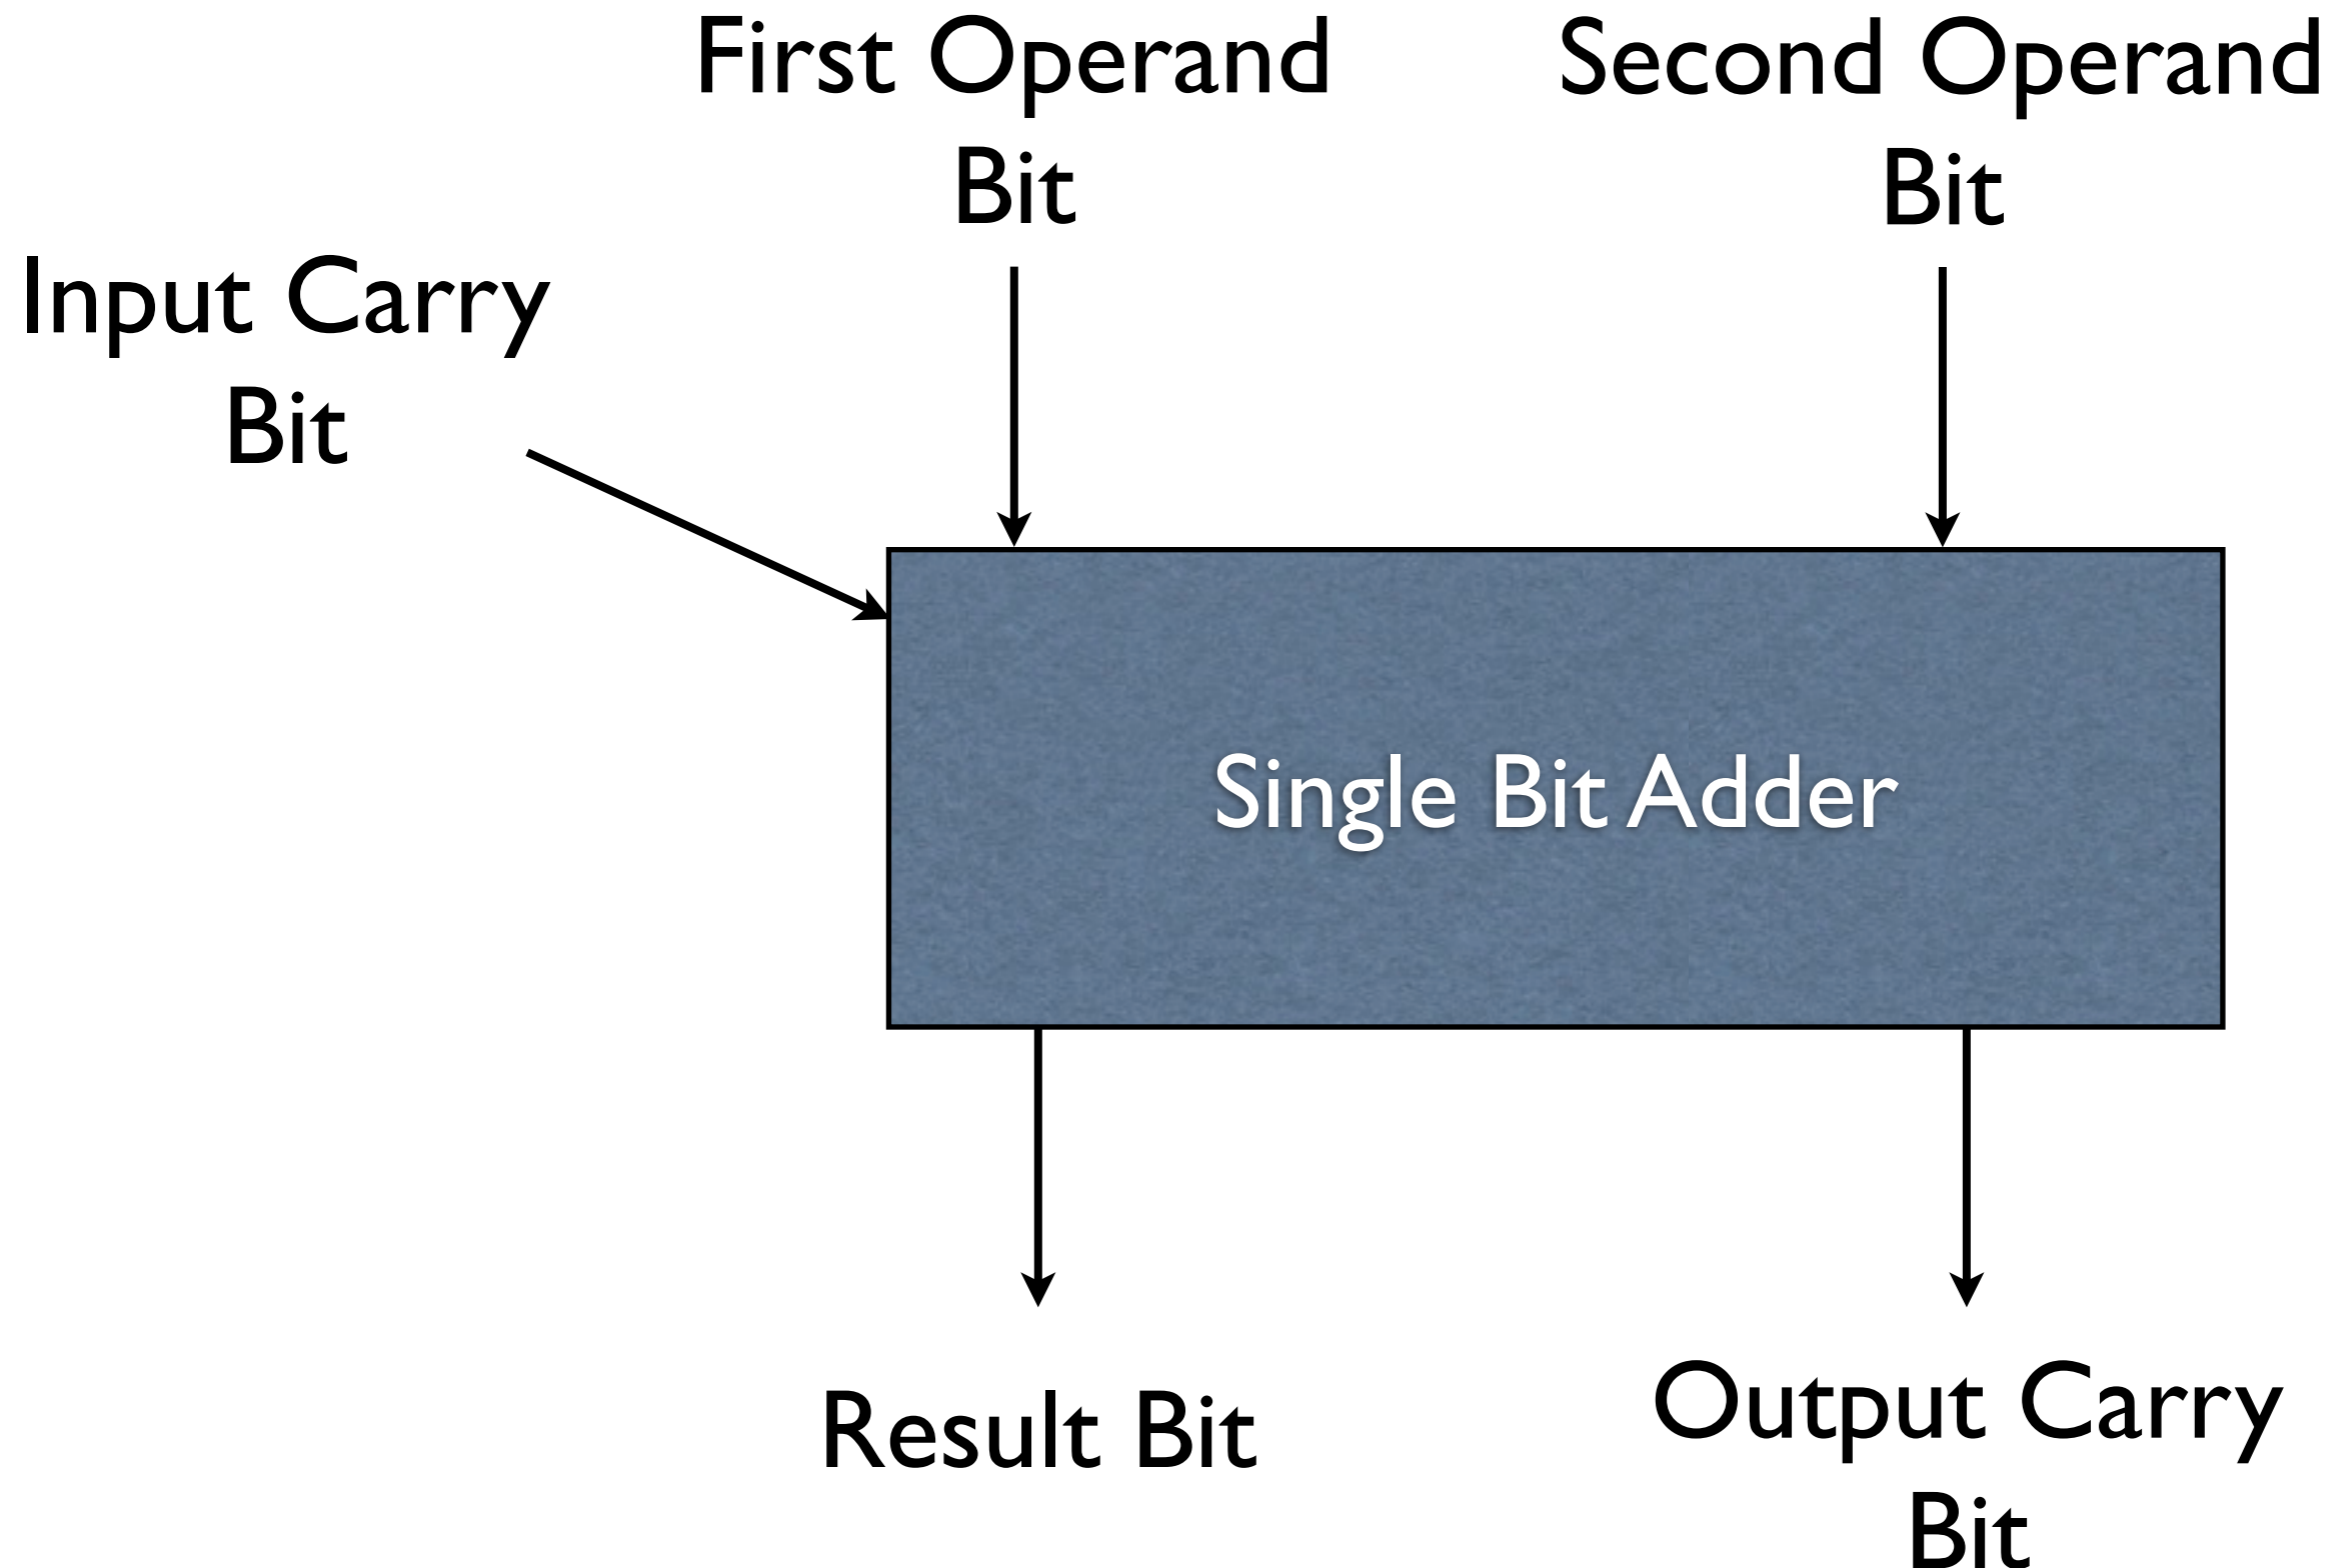 First Operand
Bit
Second Operand
Bit
Input Carry
Bit
Single Bit Adder
Result Bit
Output Carry
Bit